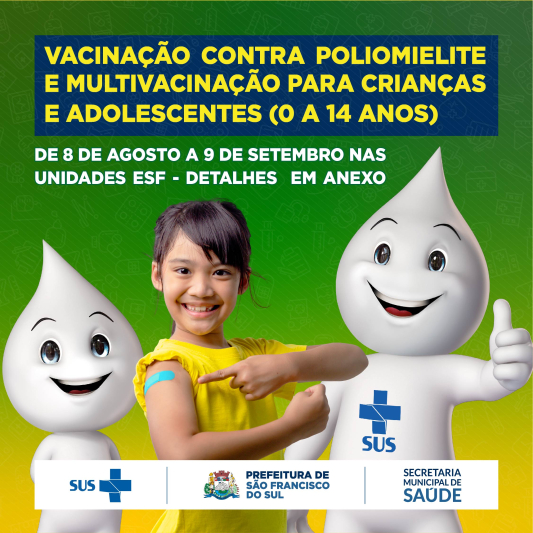 VACINAÇÃO CONTRA POLIOMIELITE
E MULTIVACINAÇÃO PARA CRIANÇAS
E ADOLESCENTES (0 A 14 ANOS)
DE 8 DE AGOSTO A 9 DE SETEMBRO NAS
UNIDADES ESF - DETALHES EM ANEXO
SUS
SUS
PREFEITURA DE
SÃO FRANCISCO
DO SUL
SECRETARIA
MUNICIPAL DE
SAÚDE